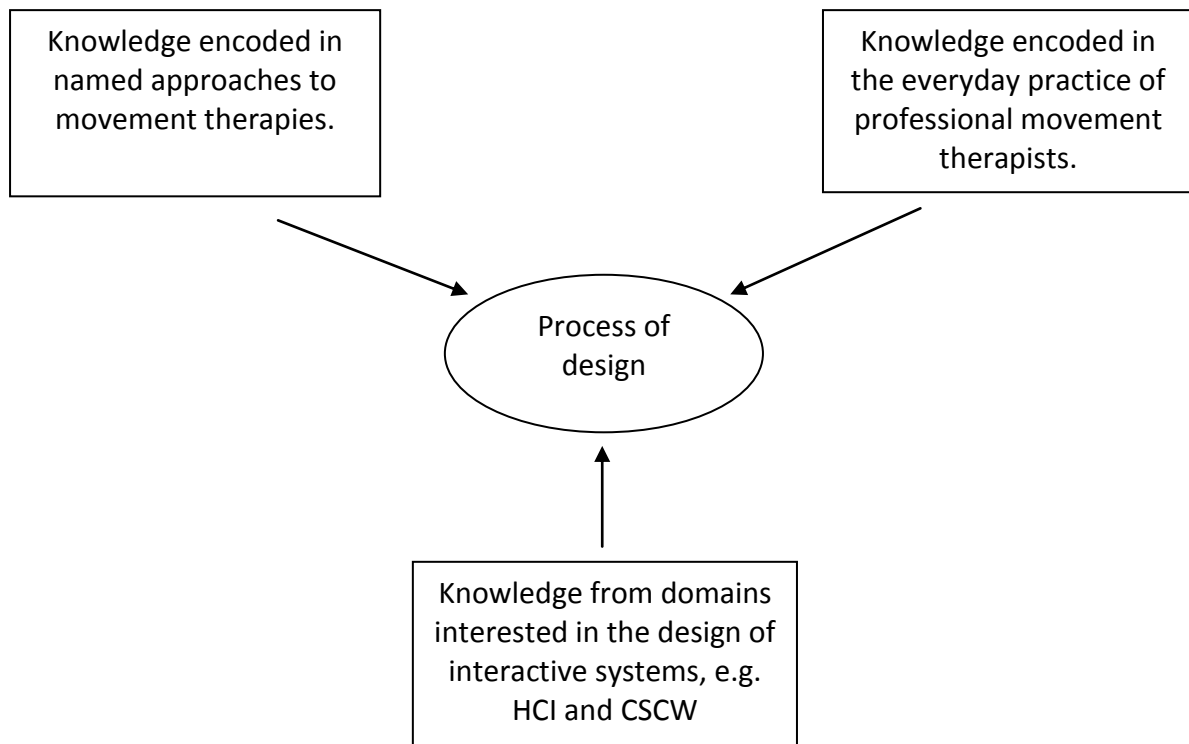 Knowledge encoded in
named approaches to
movement therapies.
Knowledge encoded in
the everyday practice of
professional movement
therapists.
Process of
design
Knowledge from domains
interested in the design of
interactive systems, e.g.
HCI and CSCW